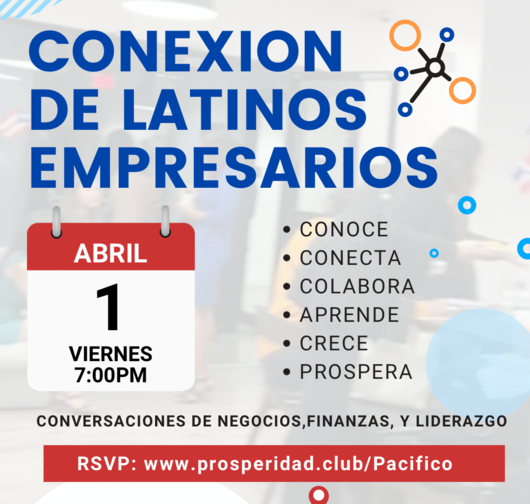 CONEXION
DE LATINOS
EMPRESARIOS
ABRIL
1
VIERNES
7:00PM
• CONOCE
• CONECTA
• COLABORA
• APRENDE
• CRECE
• PROSPERA
CONVERSACIONES DE NEGOCIOS,FINANZAS, Y LIDERAZGO
RSVP: www.prosperidad.club/Pacifico